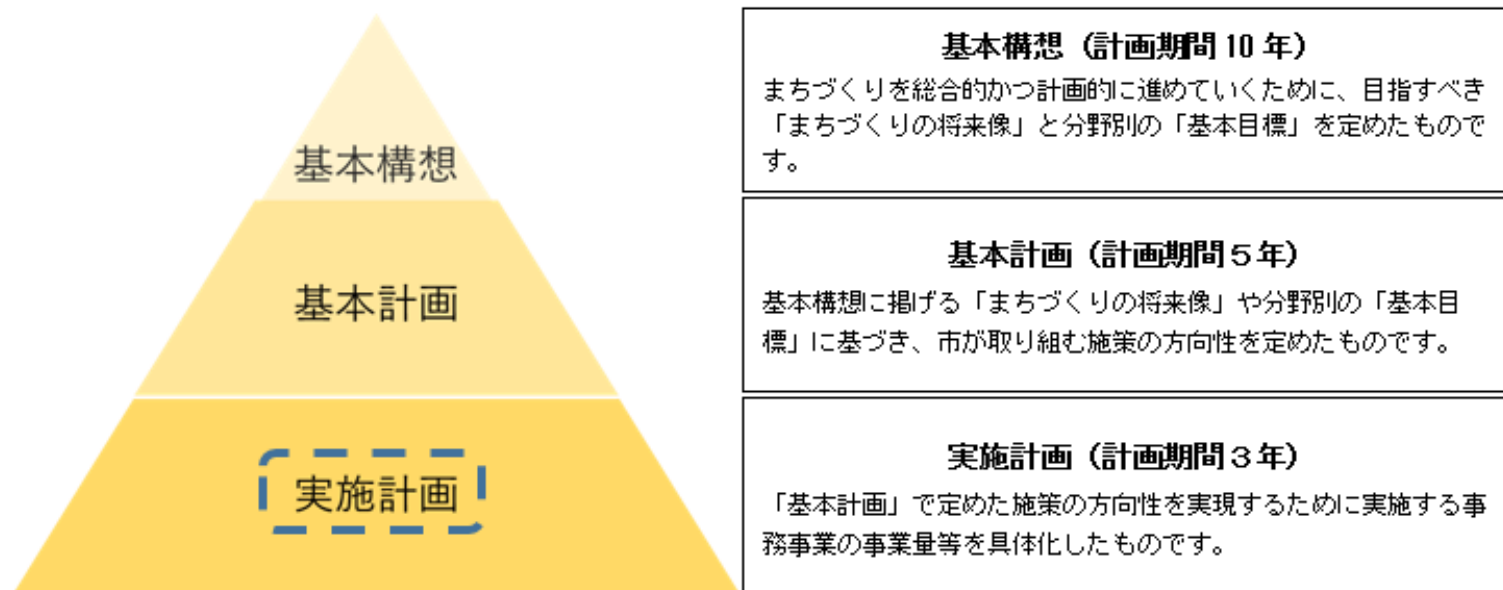 基本構想
基本計画
実施計画
基本構想（計画期間 10 年）
まちづくりを総合的かつ計画的に進めていくために、目指すべき
「まちづくりの将来像」と分野別の「基本目標」を定めたもので
す。
基本計画（計画期間５年）
基本構想に掲げる「まちづくりの将来像」や分野別の「基本目
標」に基づき、市が取り組む施策の方向性を定めたものです。
実施計画（計画期間３年）
「基本計画」で定めた施策の方向性を実現するために実施する事
務事業の事業量等を具体化したものです。